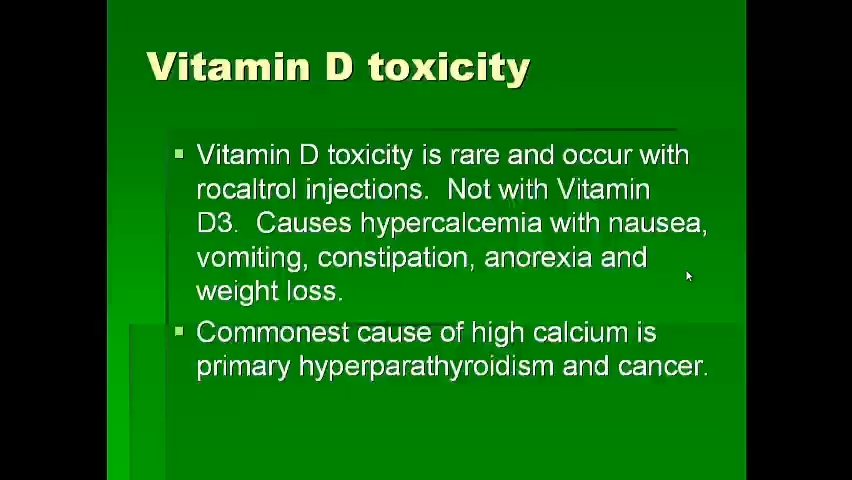 Vitamin D toxicity
Vitamin D toxicity is rare and occur with
rocaltrol injections. Not with Vitamin
D3. Causes hypercalcemia with nausea,
vomiting, constipation, anorexia and
weight loss.
Commonest cause of high calcium is
primary hyperparathyroidism and cancer.